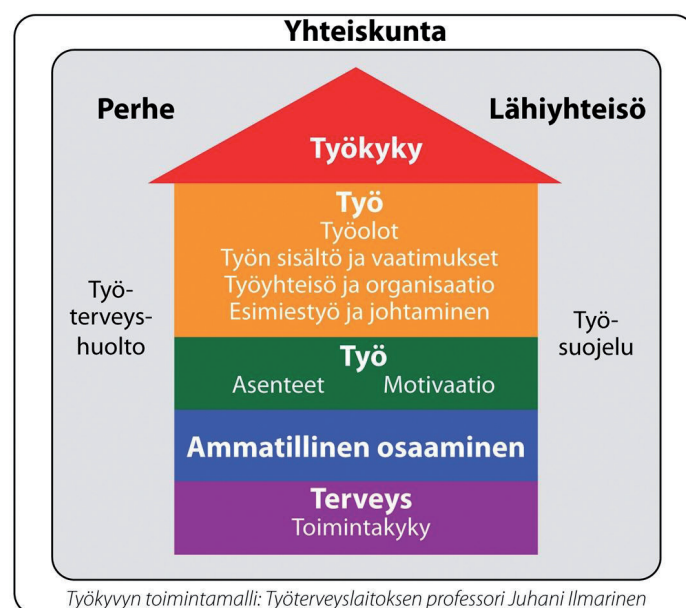 Yhteiskunta
Perhe
Lähiyhteisö
Työkyky
Työ
Työolot
Työn sisältö ja vaatimukset
Työyhteisö ja organisaatio
Esimiestyö ja johtaminen
Työ-
terveys-
huolto
Työ-
suojelu
Työ
Asenteet Motivaatio
Ammatillinen osaaminen
Terveys
Toimintakyky
Työkyvyn toimintamalli: Työterveyslaitoksen professori Juhani Ilmarinen